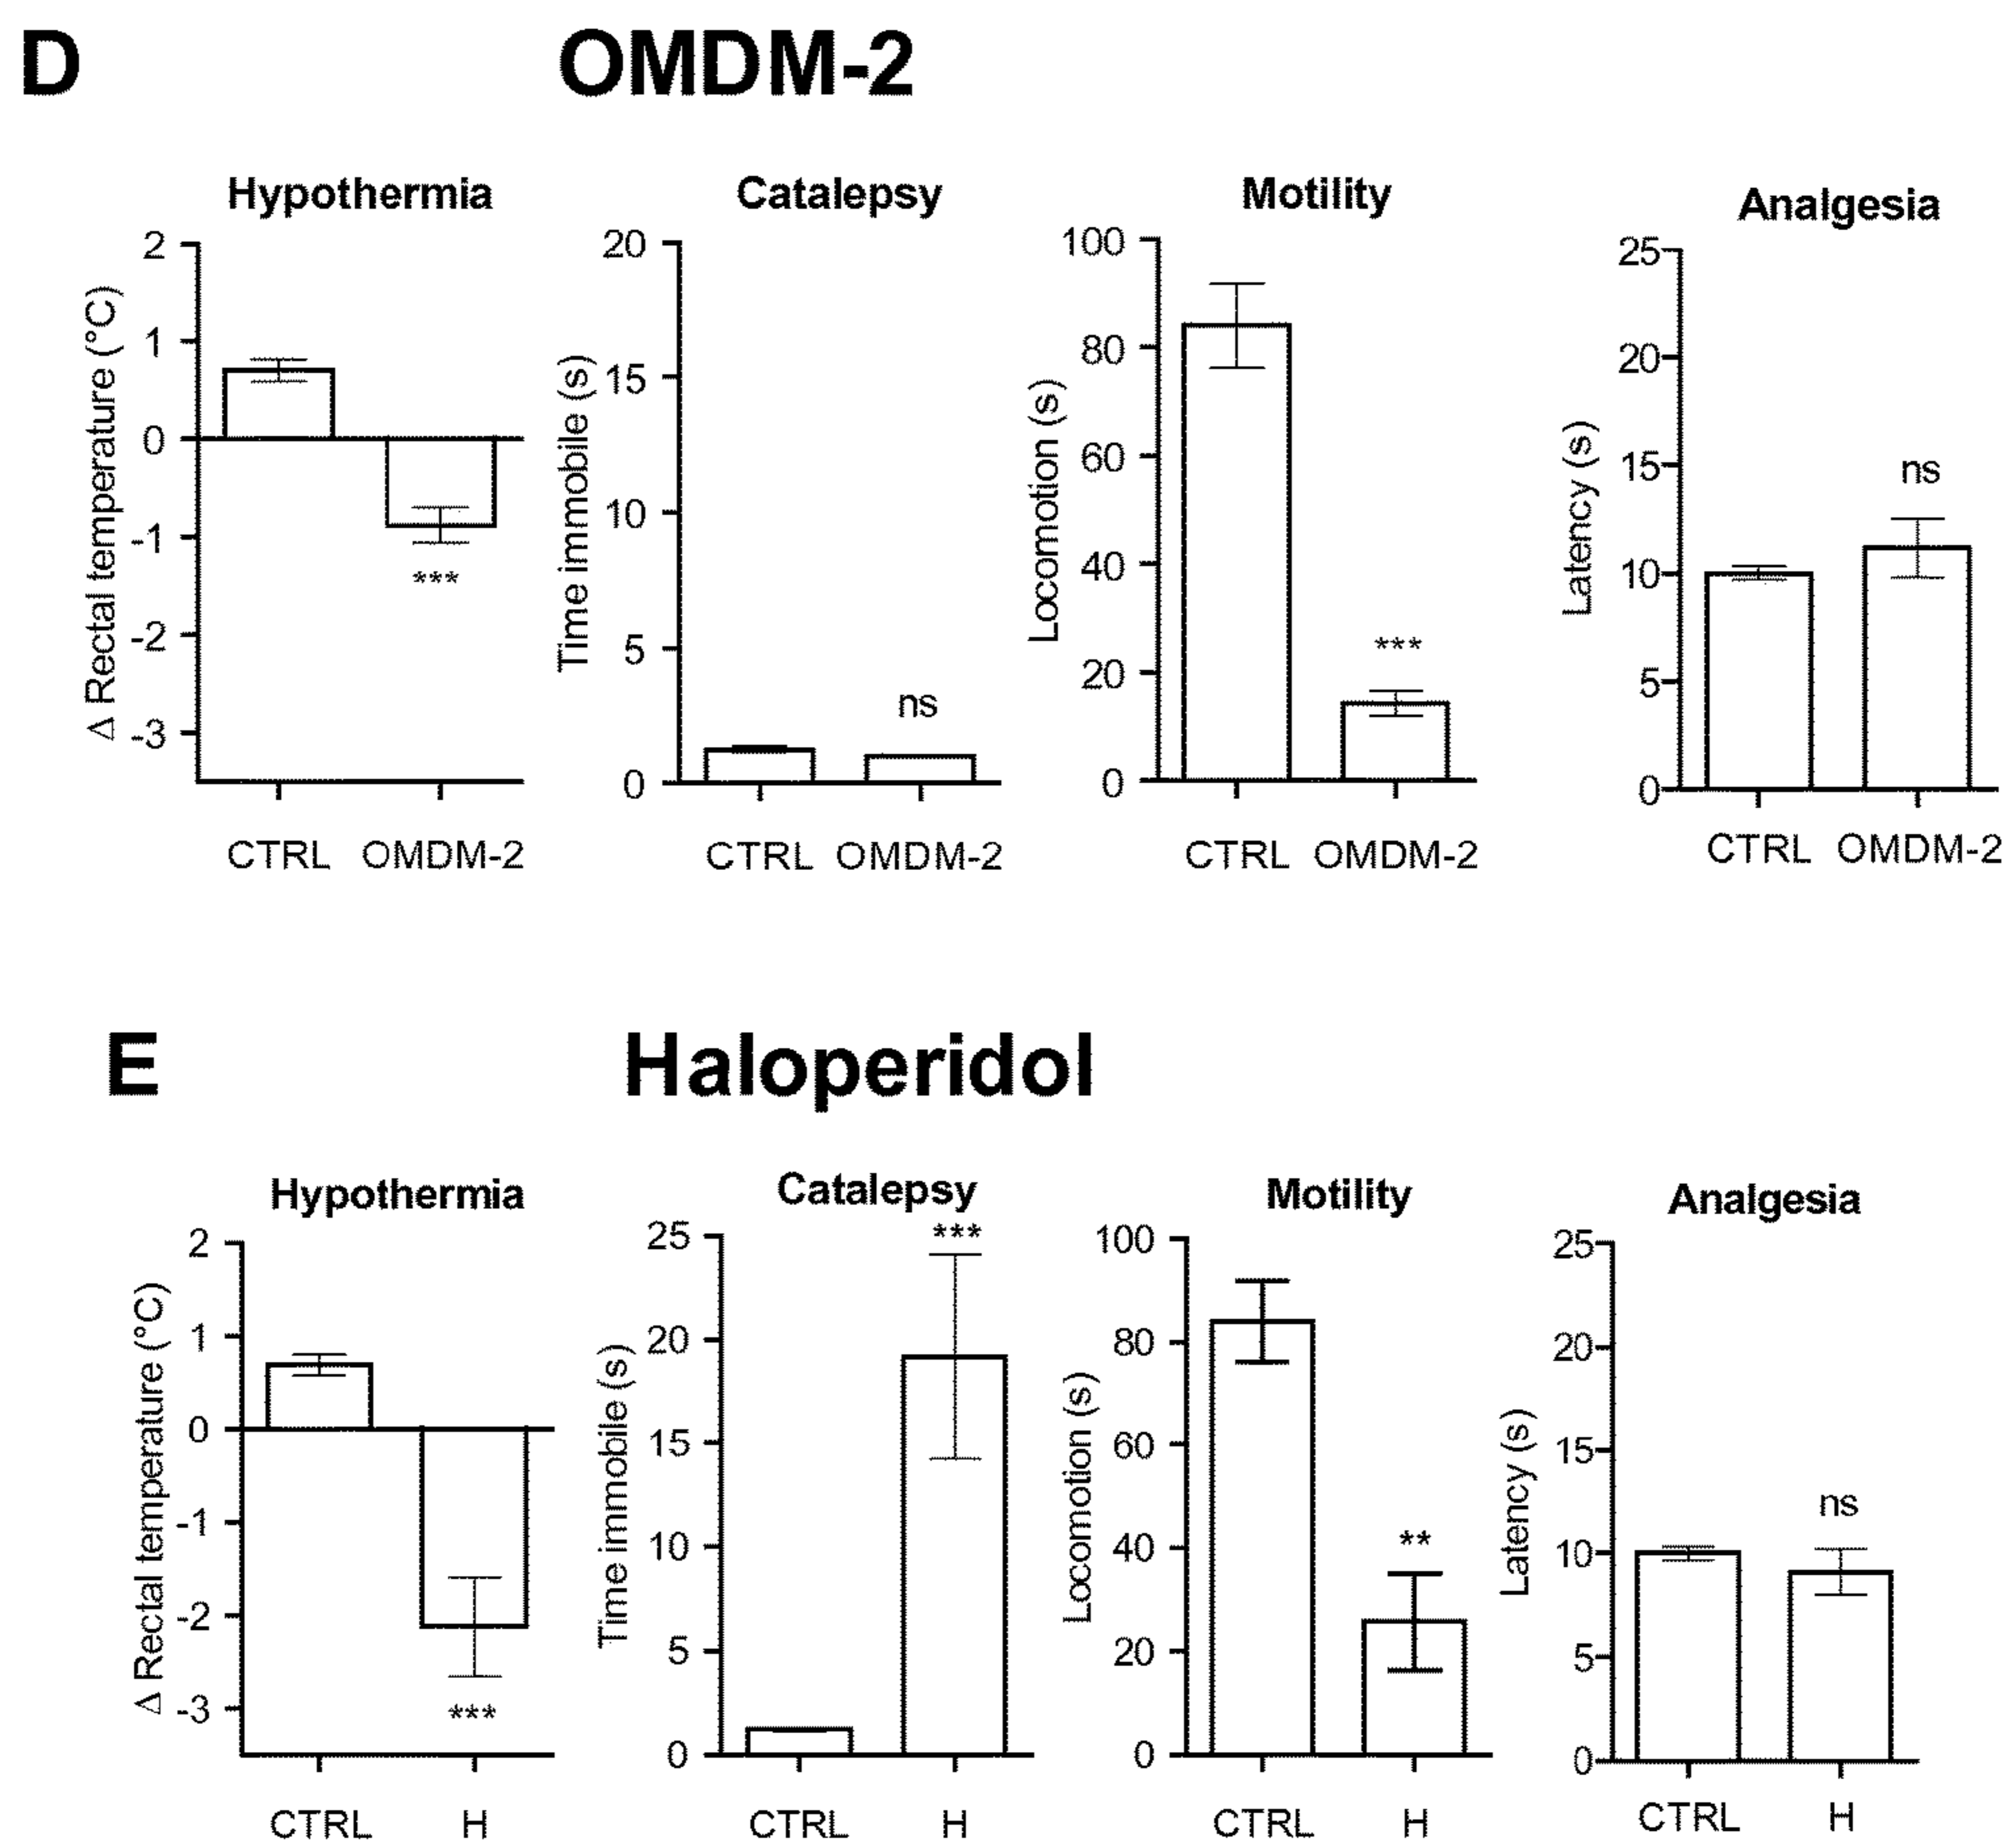 D OMDM-2
Hypothermia
Δ Rectal temperature (°C)
2
1
0
-1
-2
-3
***
CTRL OMDM-2
Catalepsy
Time immobile (s)
20
15
10
5
0
ns
CTRL OMDM-2
Motility
Locomotion (s)
100
80
60
40
20
0
***
CTRL OMDM-2
Analgesia
Latency (s)
25
20
15
10
5
0
ns
CTRL OMDM-2
E Haloperidol
Hypothermia
Δ Rectal temperature (°C)
2
1
0
-1
-2
-3
***
CTRL H
Catalepsy
Time immobile (s)
25
20
15
10
5
0
***
CTRL H
Motility
Locomotion (s)
100
80
60
40
20
0
**
CTRL H
Analgesia
Latency (s)
25
20
15
10
5
0
ns
CTRL H